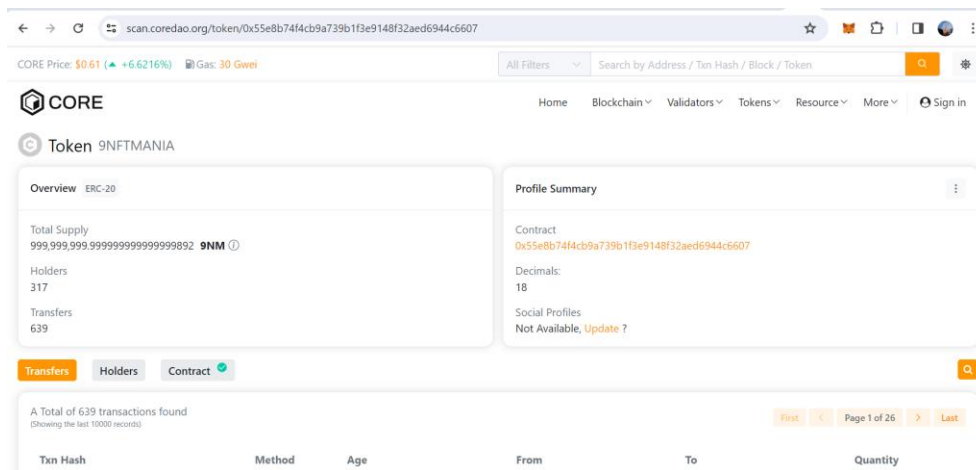 scan.coredao.org/token/0x55e8b74f4cb9a739b1f3e9148f32aed6944c6607
CORE Price: $0.61 (▲ +6.6216%) Gas: 30 Gwei
All Filters Search by Address / Txn Hash / Block / Token
CORE
Home Blockchain Validators Tokens Resource More Sign in
Token 9NFTMANIA
Overview ERC-20
Total Supply
999,999,999.999999999999999892 9NM
Holders
317
Transfers
639
Profile Summary
Contract
0x55e8b74f4cb9a739b1f3e9148f32aed6944c6607
Decimals:
18
Social Profiles
Not Available, Update ?
Transfers Holders Contract
A Total of 639 transactions found
(Showing the last 10000 records)
First < Page 1 of 26 > Last
Txn Hash Method Age From To Quantity